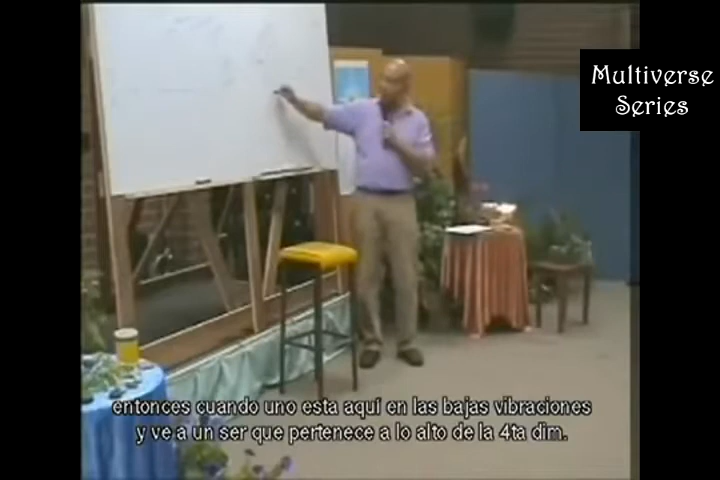 Multiverse
Series
entonces cuando uno esta aquí en las bajas vibraciones
y ve a un ser que pertenece a lo alto de la 4ta dim.